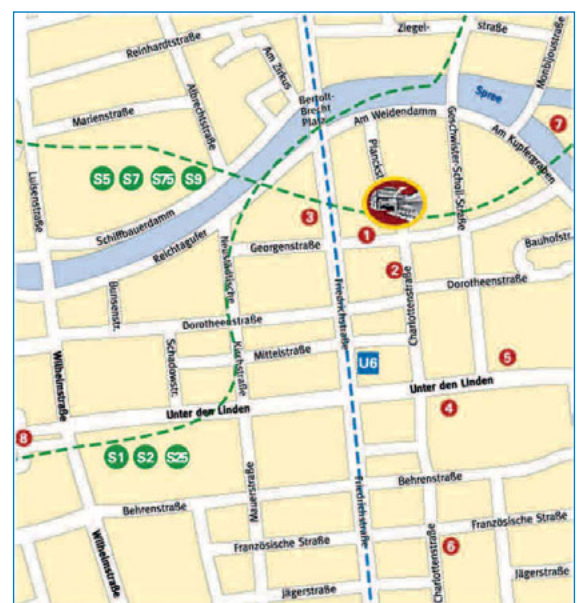 Ziegel-
straße
Monbijoustraße
Reinhardtstraße
Am Zirkus
Albrechtstraße
Bertolt-
Brecht
Platz
Spree
Marienstraße
Am Weidendamm
Geschwister-Scholl-Straße
Am Kupfergraben
7
Planckst
Luisenstraße
S5
S7
S75
S9
3
1
Schiffbauerdamm
Reichtagufer
Georgenstraße
Bauhofstr.
2
Neustädtische
Friedrichstraße
Charlottenstraße
Dorotheenstraße
Bunsenstr.
Dorotheenstraße
Schadowstr.
Mittelstraße
Kirchstraße
U6
5
Wilhelmstraße
Unter den Linden
Unter den Linden
4
8
S1
S2
S25
Mauerstraße
Behrenstraße
Behrenstraße
Friedrichstraße
Französische Straße
Wilhelmstraße
Französische Straße
Charlottenstraße
6
Jägerstraße
Jägerstraße